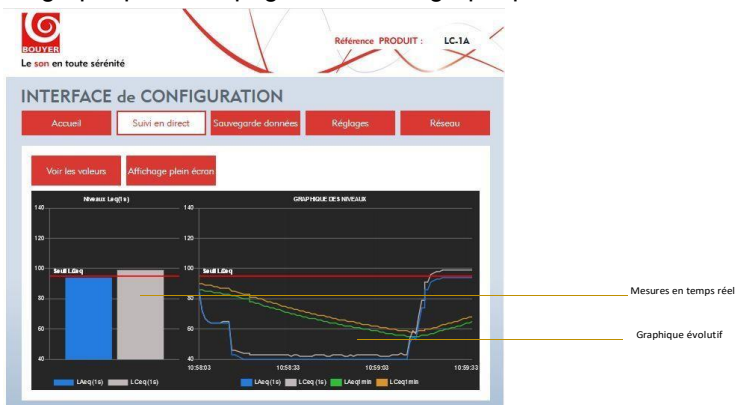 BOUYER
Le son en toute sérénité
Référence PRODUIT : LC-1A
INTERFACE de CONFIGURATION
Accueil
Suivi en direct
Sauvegarde données
Réglages
Réseau
Voir les valeurs
Affichage plein écran
Niveaux Leq(1s)
140
120
100
80
60
40
Seuil LCeq
LAeq(1s)
LCeq(1s)
GRAPHIQUE DES NIVEAUX
140
120
100
80
60
40
Seuil LCeq
10:58:03
10:58:33
10:59:03
10:59:33
LAeq(1s)
LCeq (1s)
LAeq1min
LCeq1min
Mesures en temps réel
Graphique évolutif